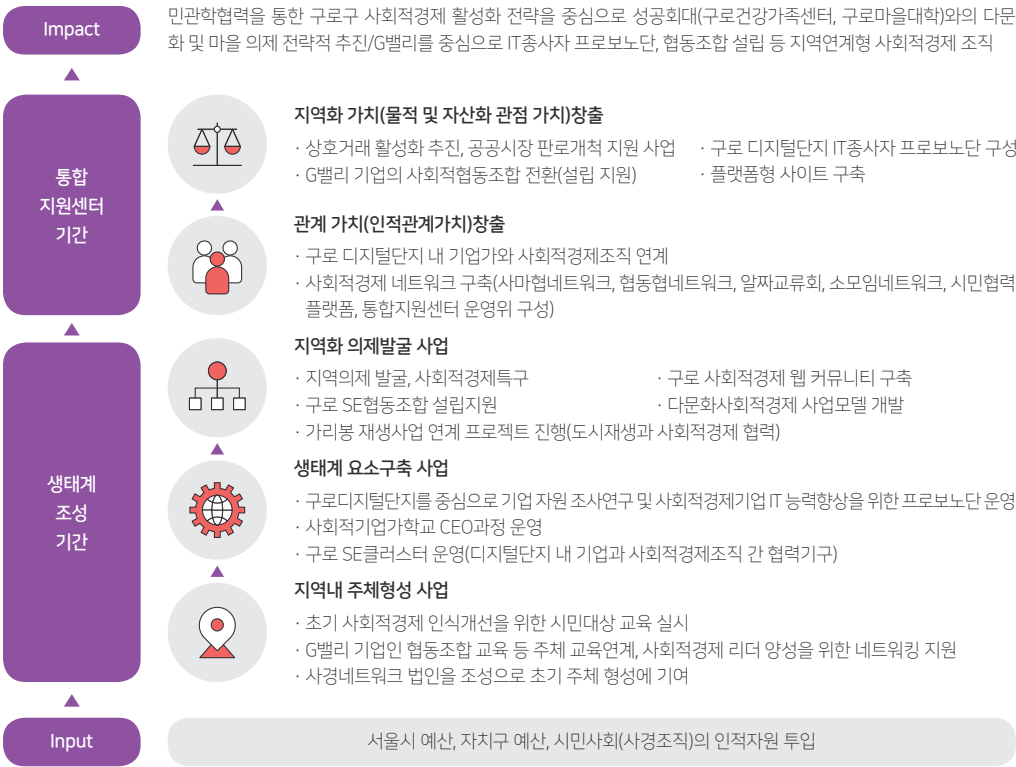 Impact
민관학협력을 통한 구로구 사회적경제 활성화 전략을 중심으로 성공회대(구로건강가족센터, 구로마을대학)와의 다문
화 및 마을 의제 전략적 추진/G밸리를 중심으로 IT종사자 프로보노단, 협동조합 설립 등 지역연계형 사회적경제 조직
통합
지원센터
기간
지역화 가치(물적 및 자산화 관점 가치)창출
· 상호거래 활성화 추진, 공공시장 판로개척 지원 사업
· 구로 디지털단지 IT종사자 프로보노단 구성
· G밸리 기업의 사회적협동조합 전환(설립 지원)
· 플랫폼형 사이트 구축
관계 가치(인적관계가치)창출
· 구로 디지털단지 내 기업가와 사회적경제조직 연계
· 사회적경제 네트워크 구축(사마협네트워크, 협동협네트워크, 알짜교류회, 소모임네트워크, 시민협력
플랫폼, 통합지원센터 운영위 구성)
생태계
조성
기간
지역화 의제발굴 사업
· 지역의제 발굴, 사회적경제특구
· 구로 사회적경제 웹 커뮤니티 구축
· 구로 SE협동조합 설립지원
· 다문화사회적경제 사업모델 개발
· 가리봉 재생사업 연계 프로젝트 진행(도시재생과 사회적경제 협력)
생태계 요소구축 사업
· 구로디지털단지를 중심으로 기업 자원 조사연구 및 사회적경제기업 IT 능력향상을 위한 프로보노단 운영
· 사회적기업가학교 CEO과정 운영
· 구로 SE클러스터 운영(디지털단지 내 기업과 사회적경제조직 간 협력기구)
지역내 주체형성 사업
· 초기 사회적경제 인식개선을 위한 시민대상 교육 실시
· G밸리 기업인 협동조합 교육 등 주체 교육연계, 사회적경제 리더 양성을 위한 네트워킹 지원
· 사경네트워크 법인을 조성으로 초기 주체 형성에 기여
Input
서울시 예산, 자치구 예산, 시민사회(사경조직)의 인적자원 투입